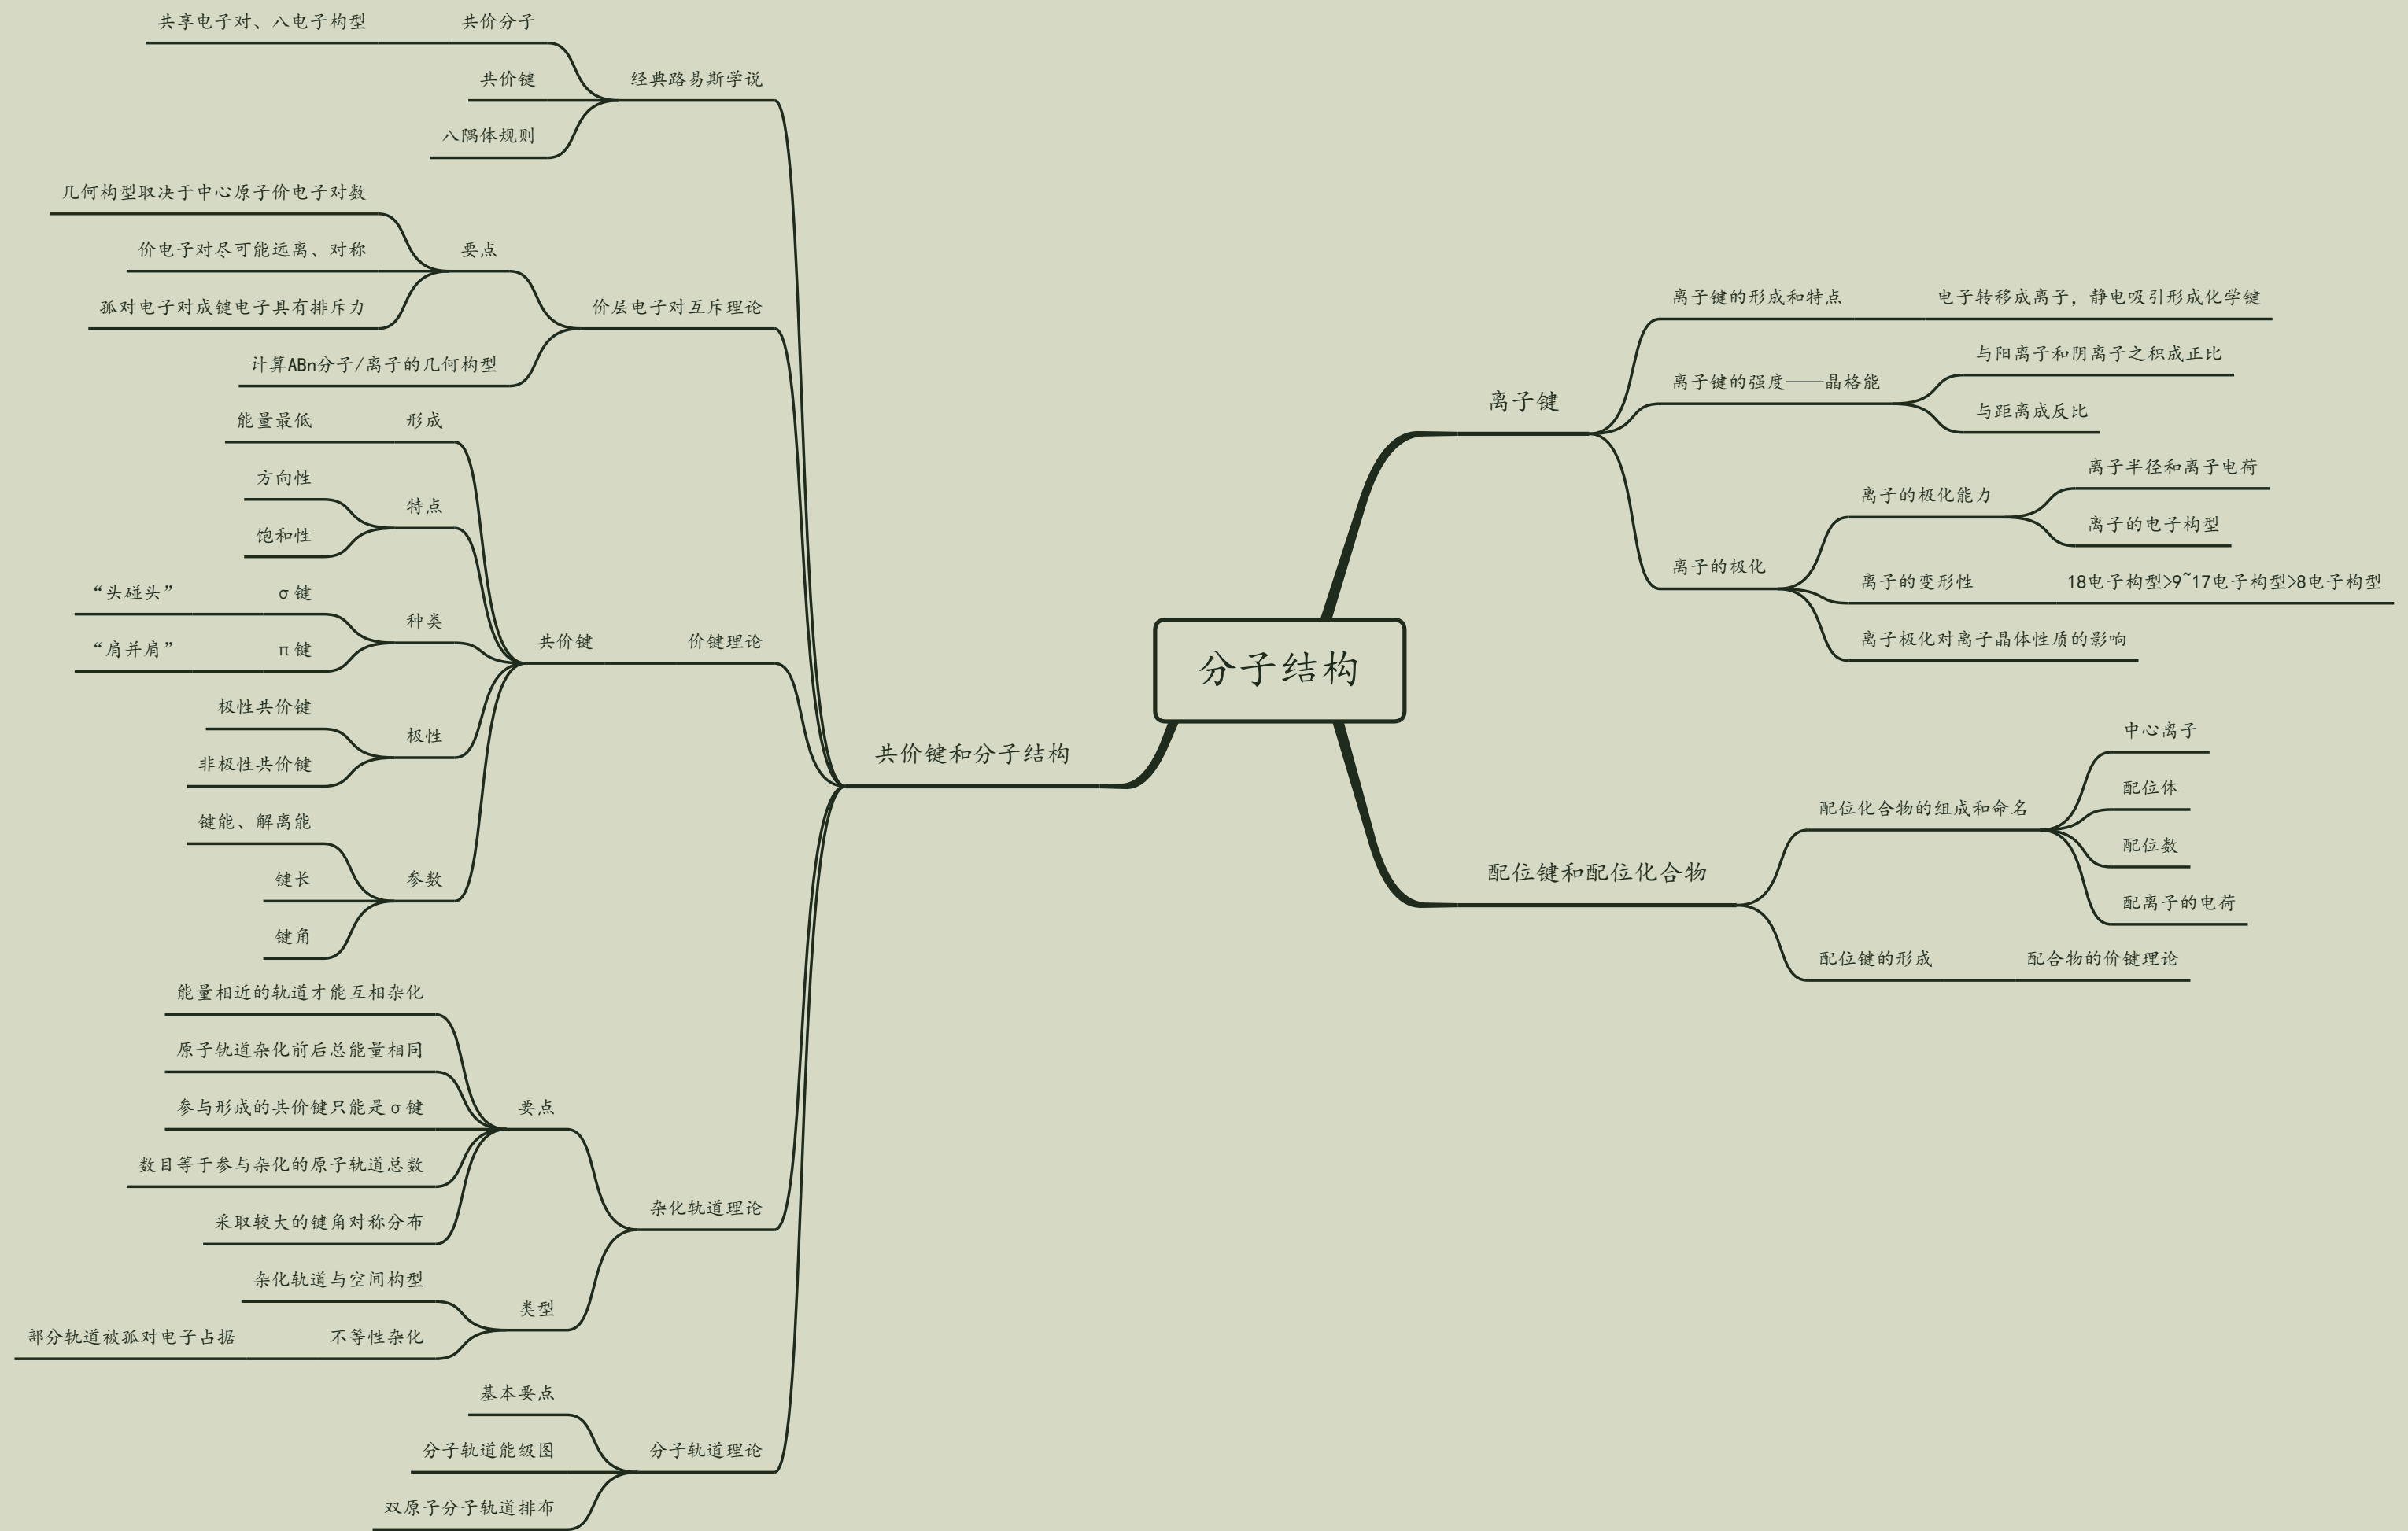 分子结构
离子键
离子键的形成和特点
电子转移成离子，静电吸引形成化学键
离子键的强度——晶格能
与阳离子和阴离子之积成正比
与距离成反比
离子的极化
离子的极化能力
离子半径和离子电荷
离子的电子构型
离子的变形性
18电子构型>9~17电子构型>8电子构型
离子极化对离子晶体性质的影响
配位键和配位化合物
配位化合物的组成和命名
中心离子
配位体
配位数
配离子的电荷
配位键的形成
配合物的价键理论
共价键和分子结构
经典路易斯学说
共价分子
共享电子对、八电子构型
共价键
八隅体规则
价层电子对互斥理论
要点
几何构型取决于中心原子价电子对数
价电子对尽可能远离、对称
孤对电子对成键电子具有排斥力
计算ABn分子/离子的几何构型
价键理论
共价键
形成
能量最低
特点
方向性
饱和性
种类
σ键
“头碰头”
π键
“肩并肩”
极性
极性共价键
非极性共价键
参数
键能、解离能
键长
键角
杂化轨道理论
要点
能量相近的轨道才能互相杂化
原子轨道杂化前后总能量相同
参与形成的共价键只能是σ键
数目等于参与杂化的原子轨道总数
采取较大的键角对称分布
类型
杂化轨道与空间构型
不等性杂化
部分轨道被孤对电子占据
分子轨道理论
基本要点
分子轨道能级图
双原子分子轨道排布